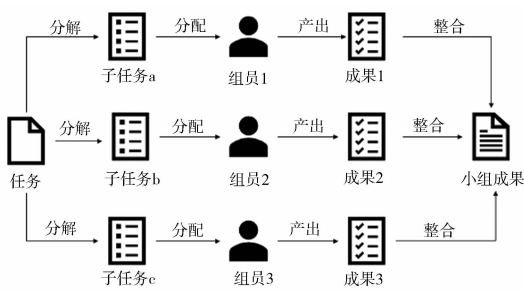 分解 分配 产出 整合
子任务a 组员1 成果1
分解 分配 产出 整合
任务 子任务b 组员2 成果2 小组成果
分解 分配 产出 整合
子任务c 组员3 成果3